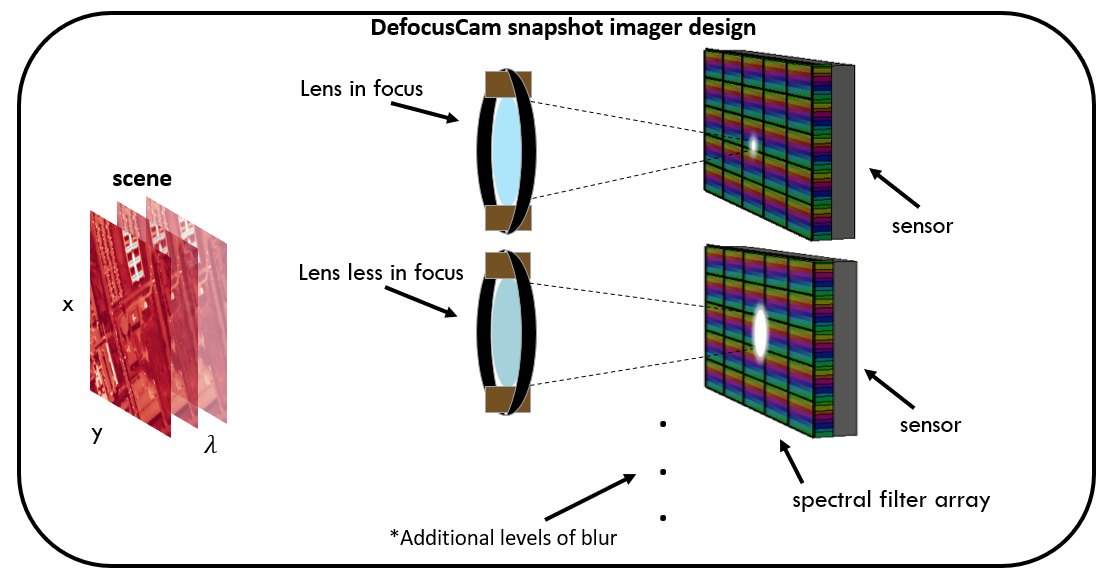 DefocusCam snapshot imager design
Lens in focus
scene
sensor
Lens less in focus
x
y
λ
sensor
spectral filter array
*Additional levels of blur